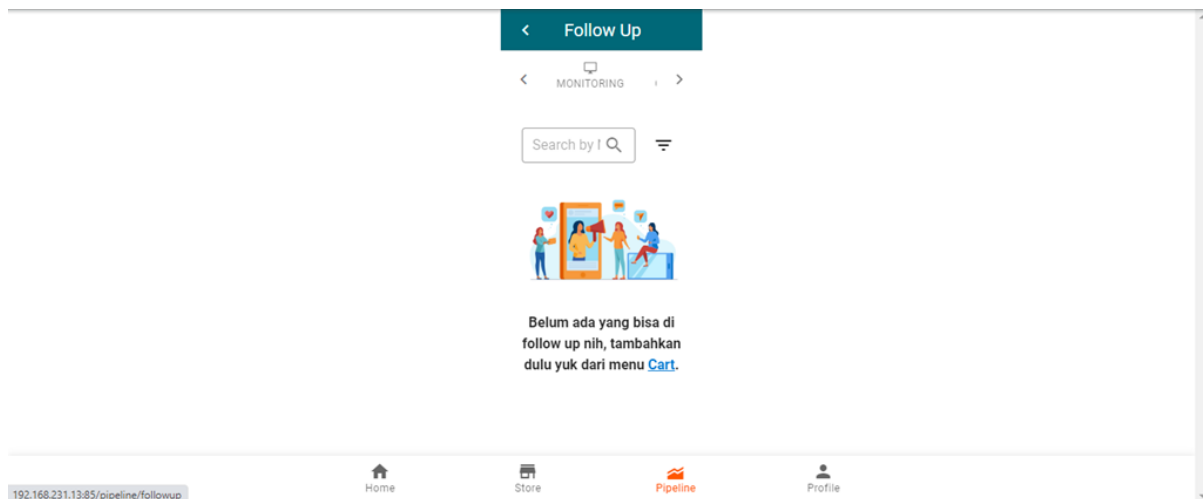 Follow Up
MONITORING
Search by
Belum ada yang bisa di
follow up nih, tambahkan
dulu yuk dari menu Cart.
Home
Store
Pipeline
Profile
192.168.231.13:85/pipeline/followup